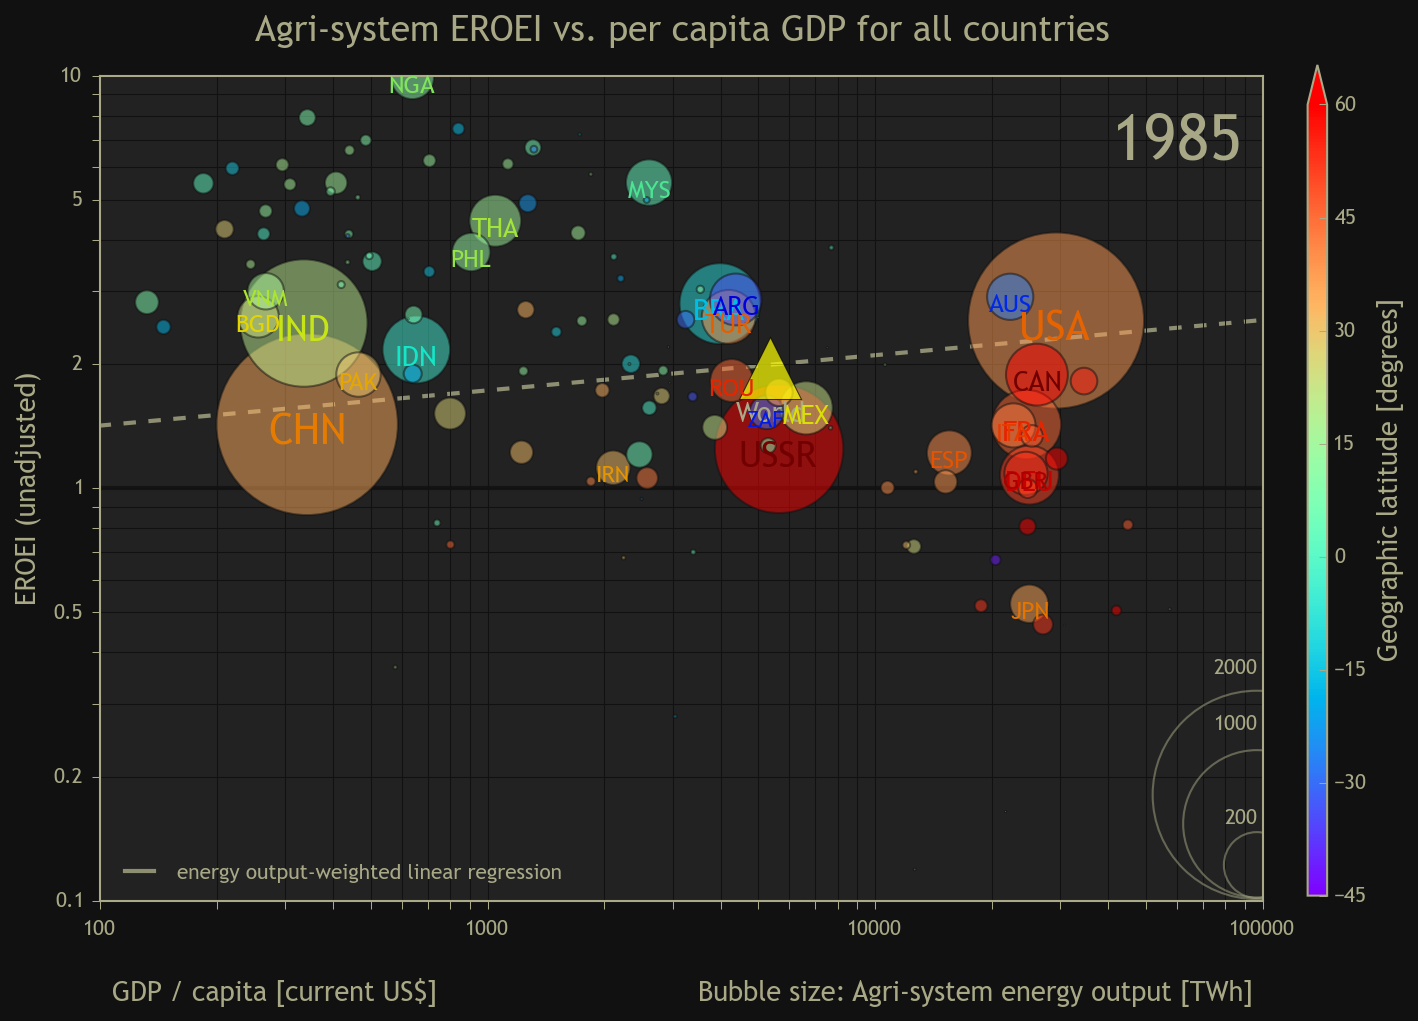 Agri-system EROEI vs. per capita GDP for all countries
1985
EROEI (unadjusted)
10
5
2
1
0.5
0.2
0.1
NGA
MYS
THA
PHL
VNM
BGD
IND
IDN
PAK
CHN
ARG
TUR
AUS
USA
CAN
ROU
MEX
ZAF
USSR
FRA
ESP
IRN
JPN
2000
1000
200
energy output-weighted linear regression
100
1000
10000
100000
GDP / capita [current US$]
Bubble size: Agri-system energy output [TWh]
60
45
30
15
0
−15
−30
−45
Geographic latitude [degrees]